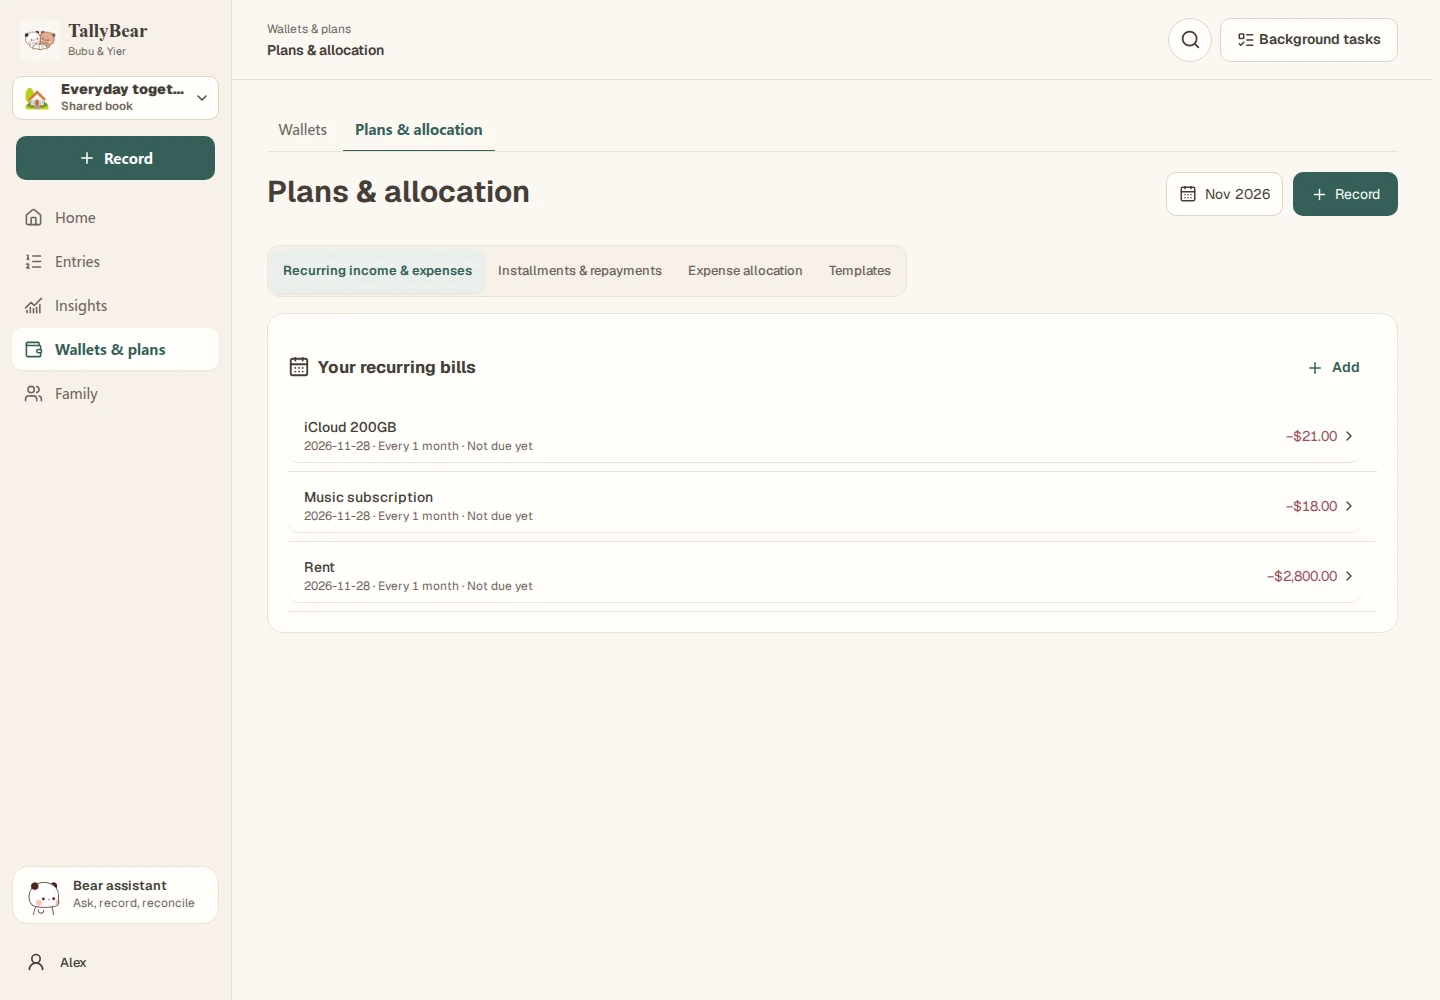 TallyBear
Bubu & Yier
Everyday toget...
Shared book
Record
Home
Entries
Insights
Wallets & plans
Family
Bear assistant
Ask, record, reconcile
Alex
Wallets & plans
Plans & allocation
Background tasks
Wallets
Plans & allocation
Plans & allocation
Nov 2026
Record
Recurring income & expenses
Installments & repayments
Expense allocation
Templates
Your recurring bills
Add
iCloud 200GB
2026-11-28 · Every 1 month · Not due yet
−$21.00
Music subscription
2026-11-28 · Every 1 month · Not due yet
−$18.00
Rent
2026-11-28 · Every 1 month · Not due yet
−$2,800.00